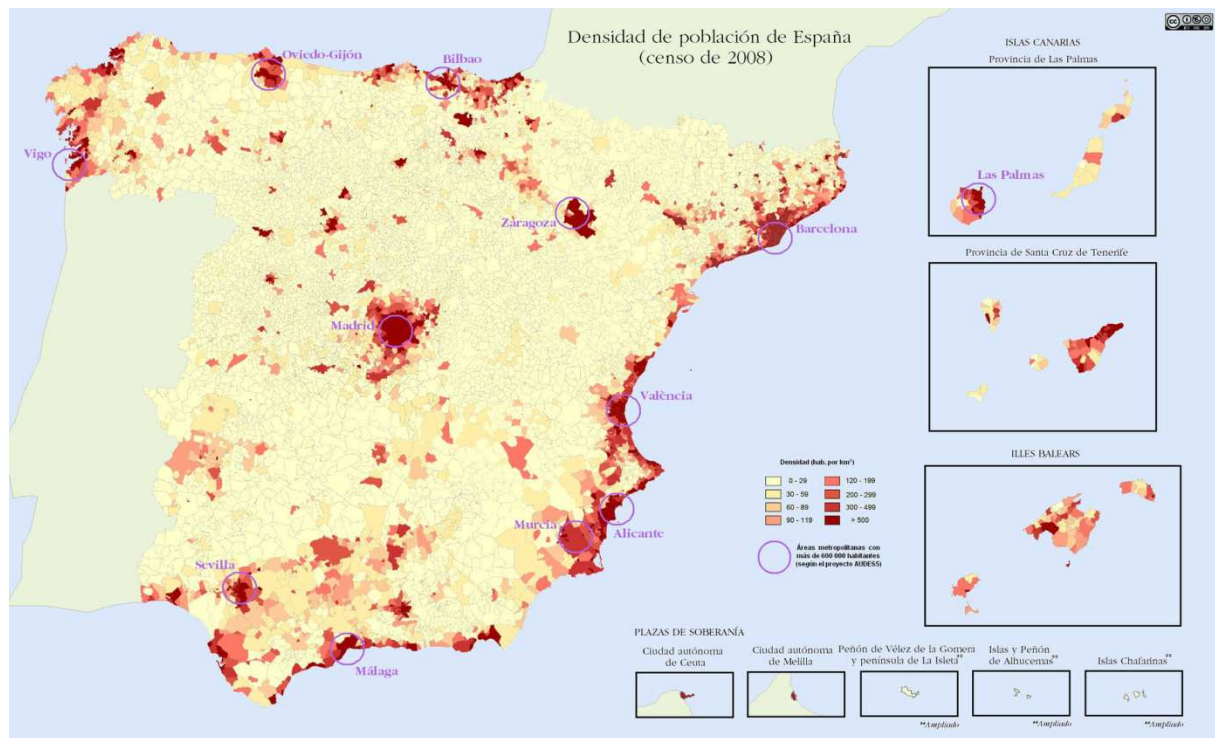 Densidad de población de España
(censo de 2008)
ISLAS CANARIAS
Provincia de Las Palmas
Oviedo-Gijón
Bilbao
Vigo
Las Palmas
Zaragoza
Barcelona
Provincia de Santa Cruz de Tenerife
Madrid
València
ILLES BALEARS
Densidad (hab. por km²)
0 - 29
30 - 59
60 - 89
90 - 119
120 - 199
200 - 299
300 - 499
> 500
Murcia
Alicante
Áreas metropolitanas con
más de 600 000 habitantes
(según el proyecto AUDES5)
Sevilla
Málaga
PLAZAS DE SOBERANÍA
Ciudad autónoma
de Ceuta
Ciudad autónoma
de Melilla
Peñón de Vélez de la Gomera
y península de La Isleta**
Islas y Peñón
de Alhucemas**
Islas Chafarinas**
**Ampliado
**Ampliado
**Ampliado